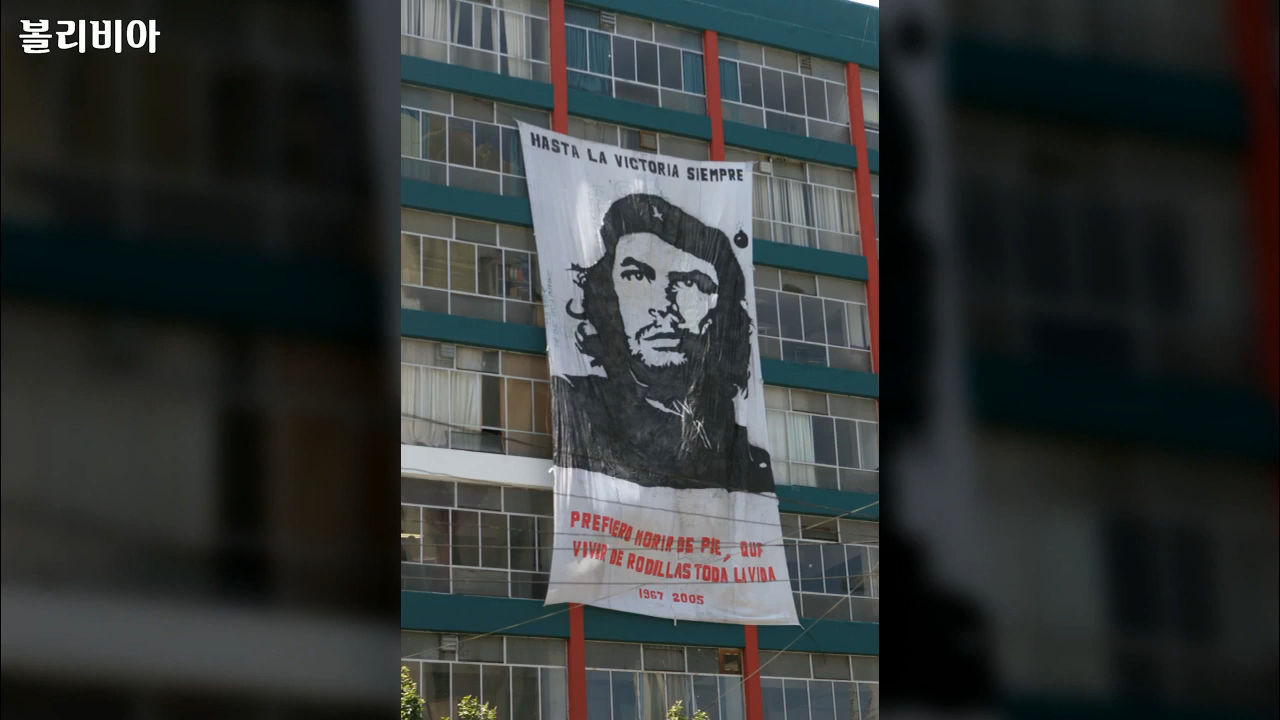 볼리비아
HASTA LA VICTORIA SIEMPRE
PREFIERO MORIR DE PIE, QUE
VIVIR DE RODILLAS TODA LA VIDA
1967 2005